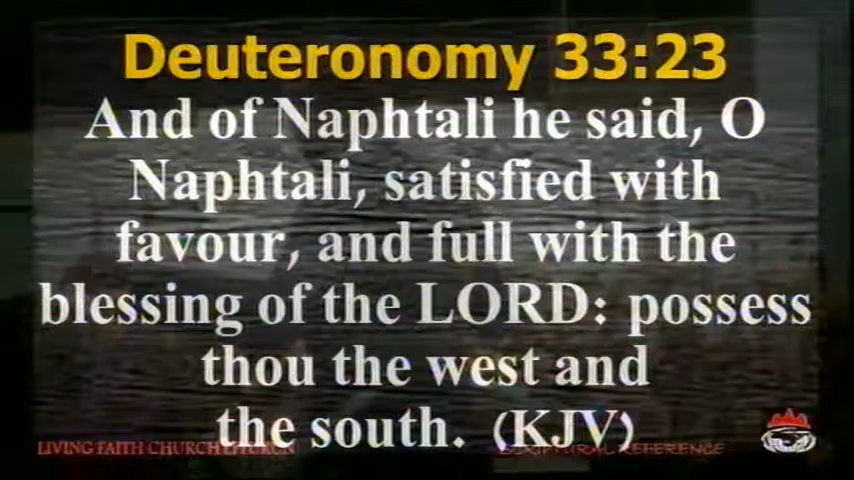 Deuteronomy 33:23
And of Naphtali he said, O
Naphtali, satisfied with
favour, and full with the
blessing of the LORD: possess
thou the west and
the south. (KJV)
LIVING FAITH CHURCH
SCRIPTURAL REFERENCE